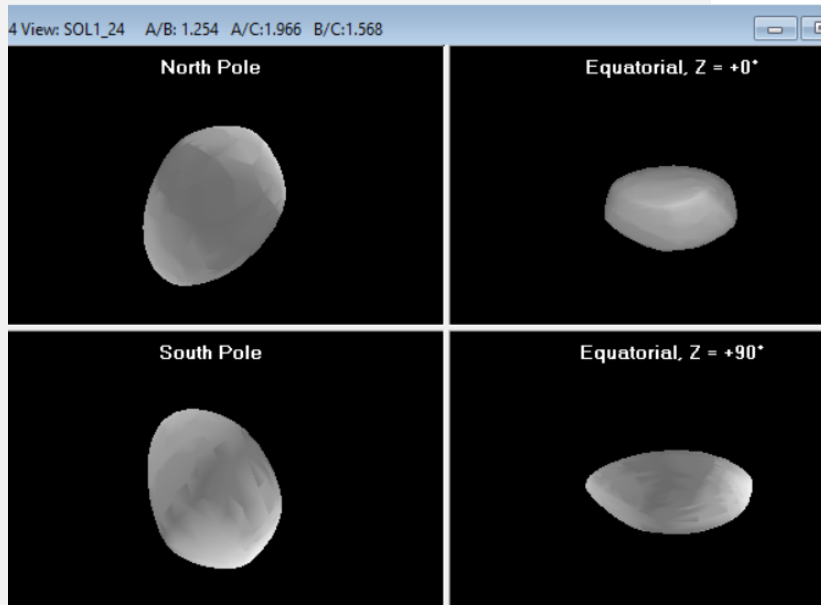 4 View: SOL1_24 A/B: 1.254 A/C:1.966 B/C:1.568
North Pole
Equatorial, Z = +0°
South Pole
Equatorial, Z = +90°